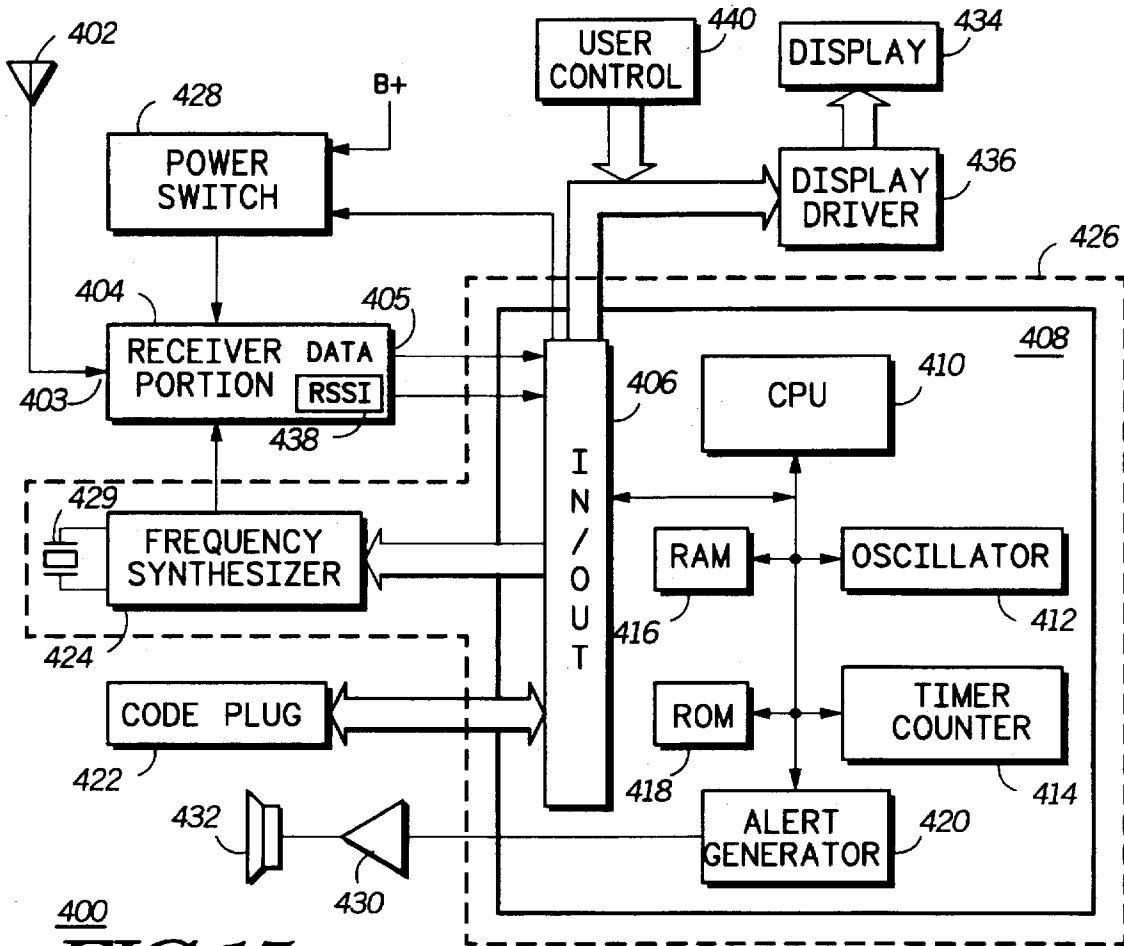 402
428
B+
POWER
SWITCH
440
USER
CONTROL
434
DISPLAY
436
DISPLAY
DRIVER
426
404
405
RECEIVER
PORTION
DATA
RSSI
403
438
406
IN/OUT
408
410
CPU
429
FREQUENCY
SYNTHESIZER
424
RAM
416
OSCILLATOR
412
CODE PLUG
422
ROM
418
TIMER
COUNTER
414
432
430
ALERT
GENERATOR
420
400